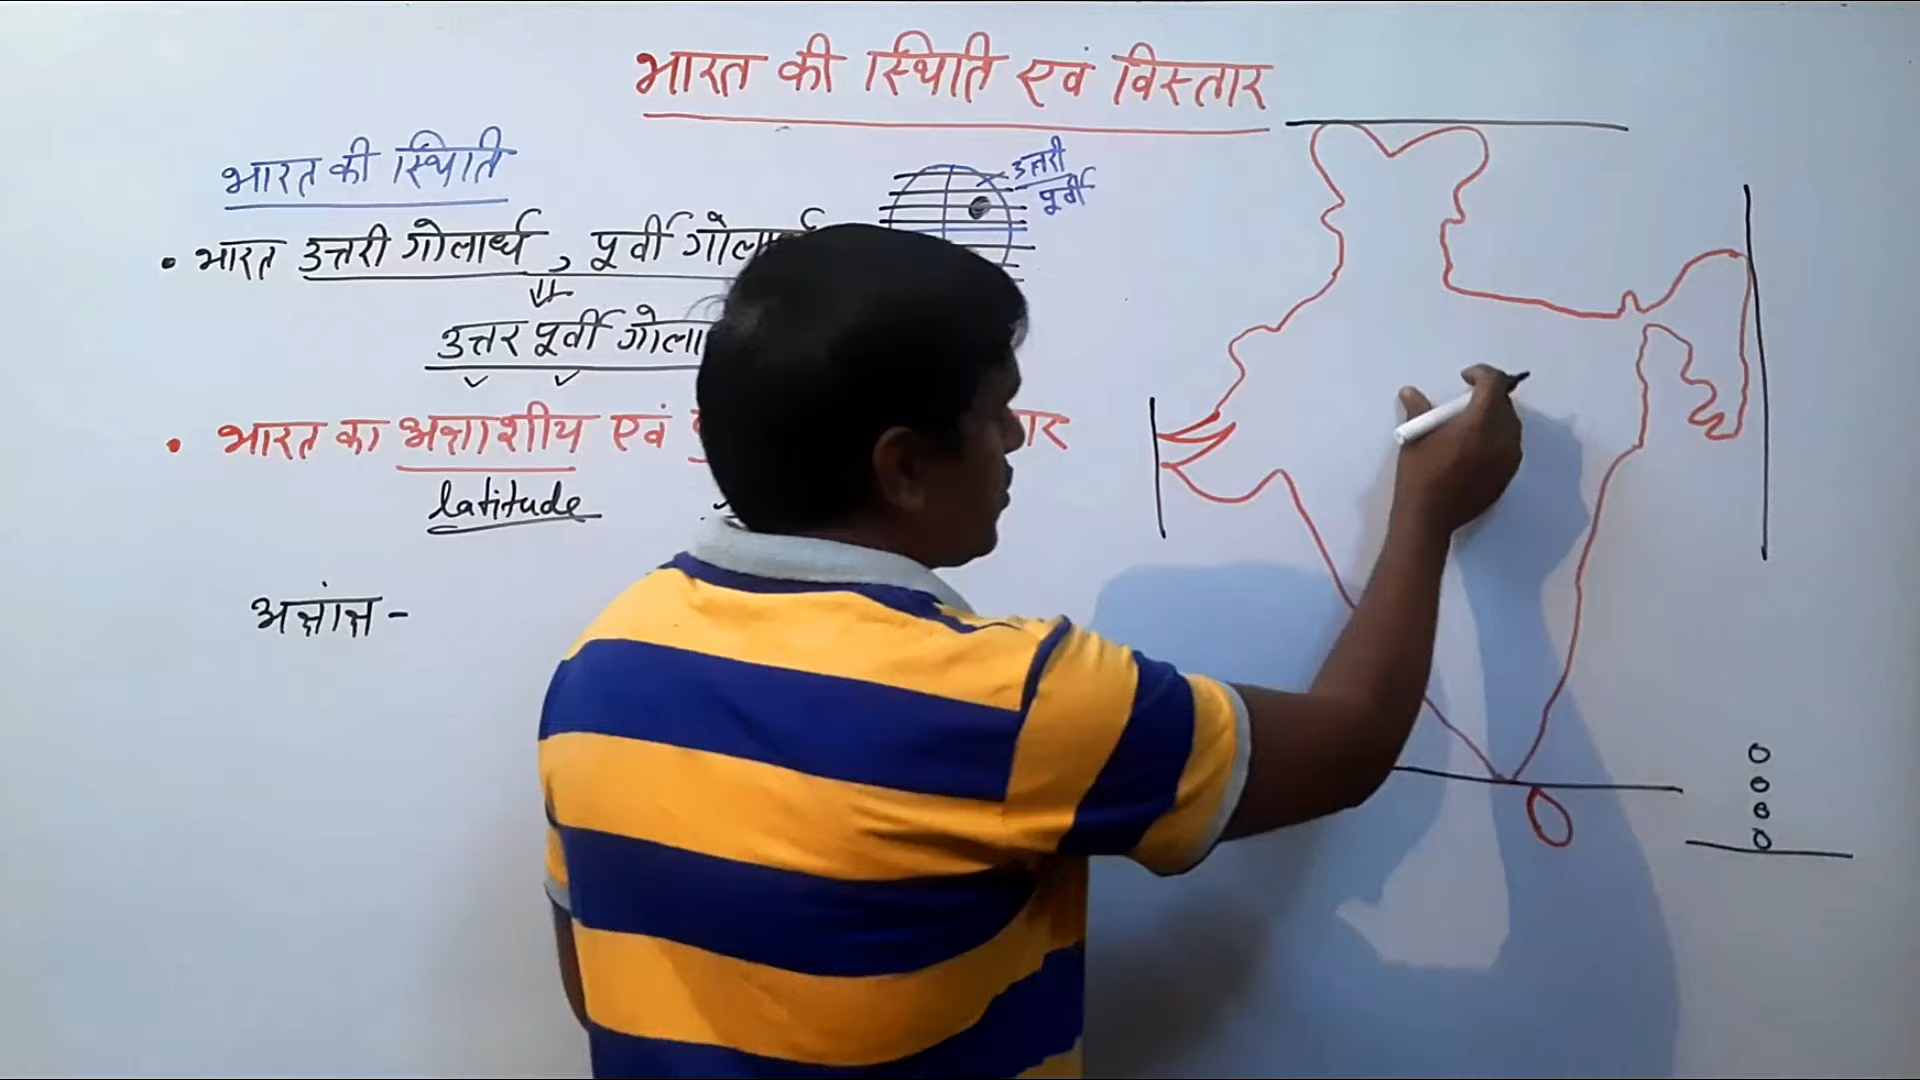 भारत की स्थिति एवं विस्तार
भारत की स्थिति
उत्तरी
पूर्वी
• भारत उत्तरी गोलार्ध, पूर्वी
उत्तर पूर्वी
• भारत का अक्षाशीय एवं
latitude
अक्षांक्ष -